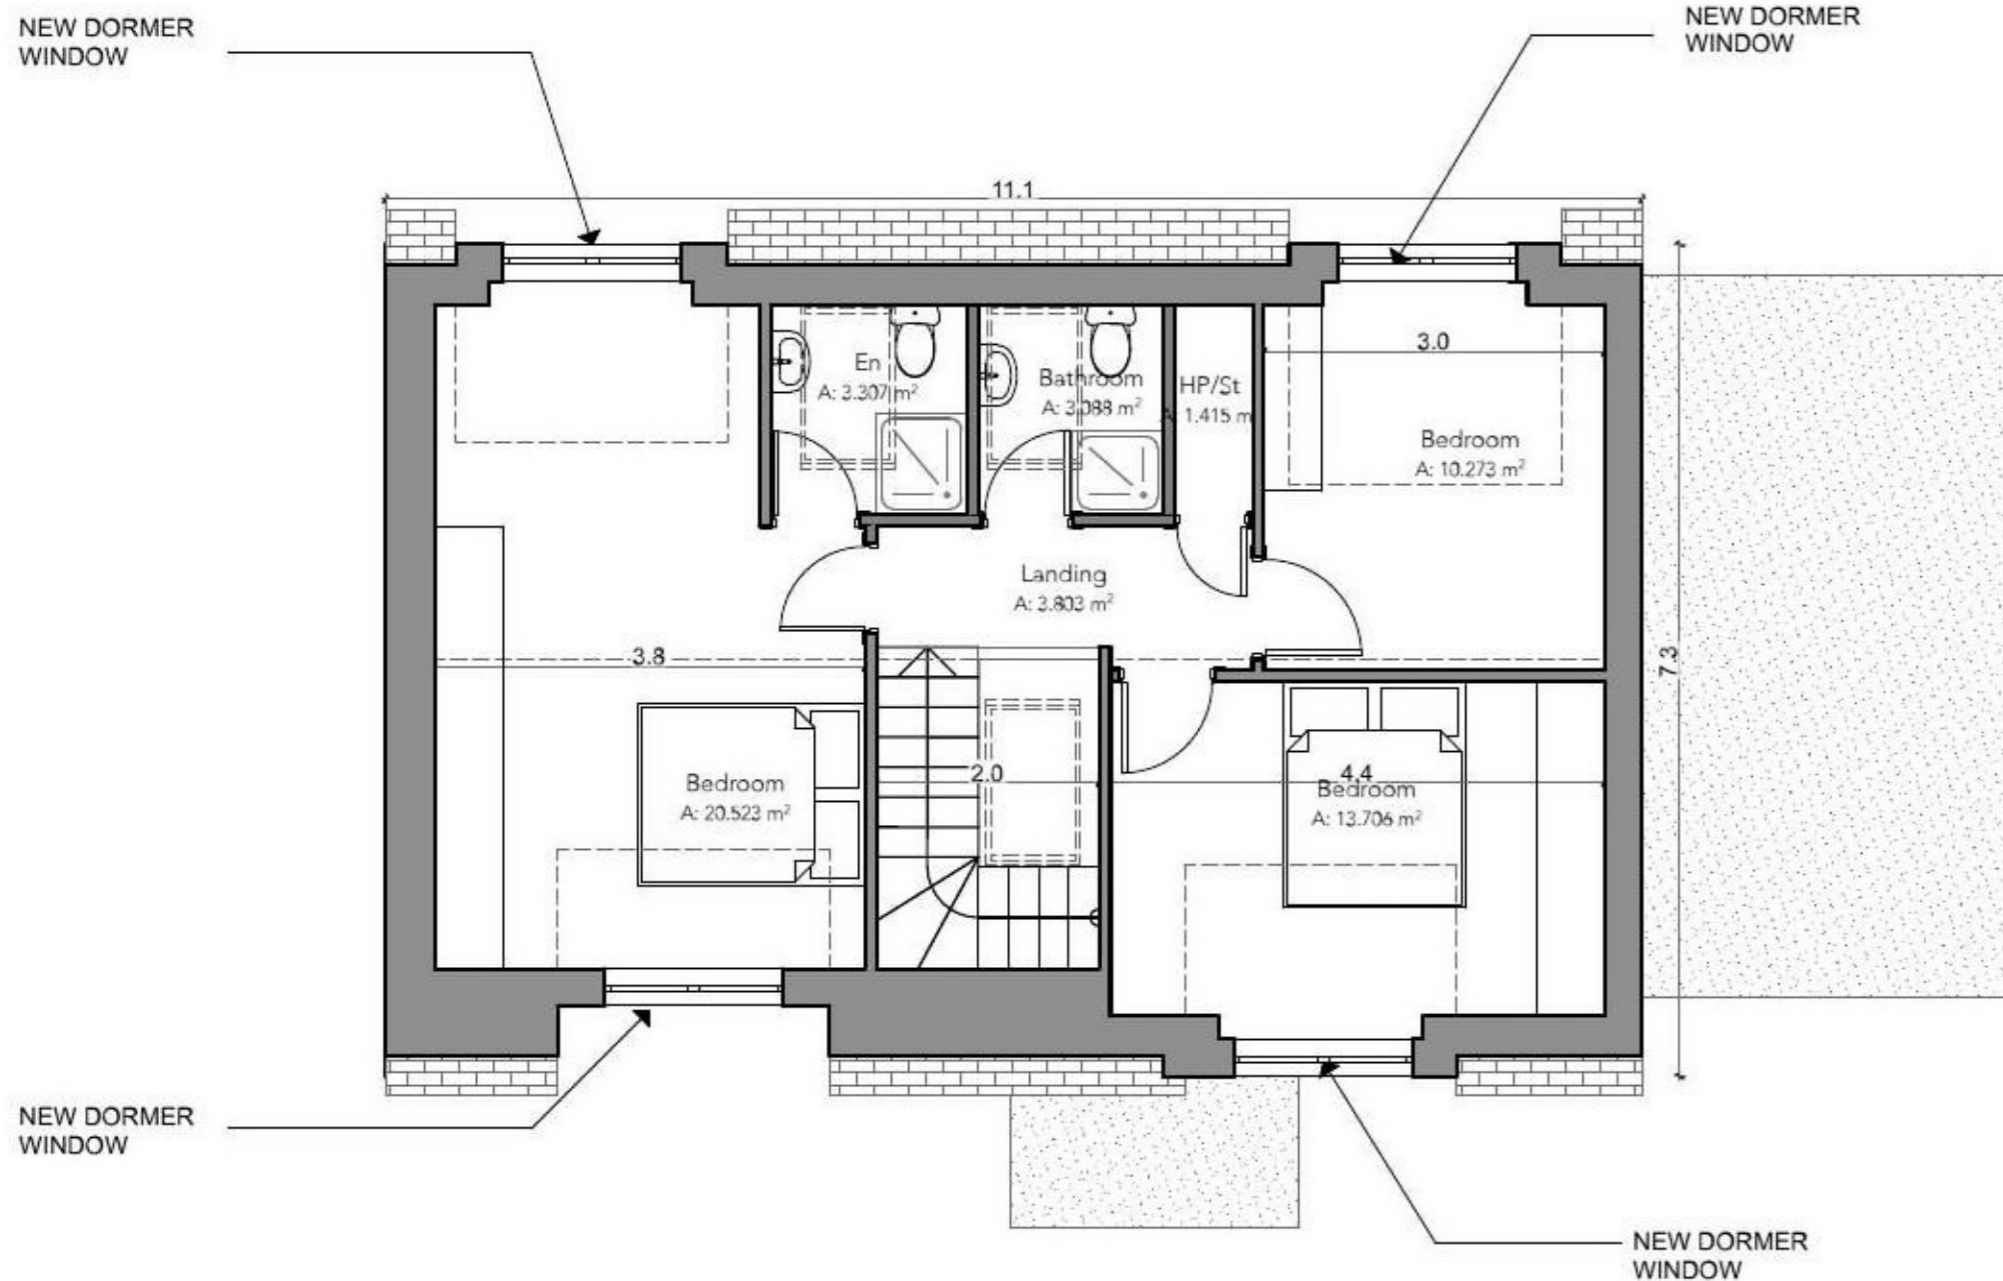 NEW DORMER
WINDOW
NEW DORMER
WINDOW
11.1
3.0
En
A: 3.307 m²
Bathroom
A: 3.088 m²
HP/St
A: 1.415 m
Bedroom
A: 10.273 m²
Landing
A: 3.803 m²
3.8
7.3
2.0
4.4
Bedroom
A: 20.523 m²
Bedroom
A: 13.706 m²
NEW DORMER
WINDOW
NEW DORMER
WINDOW